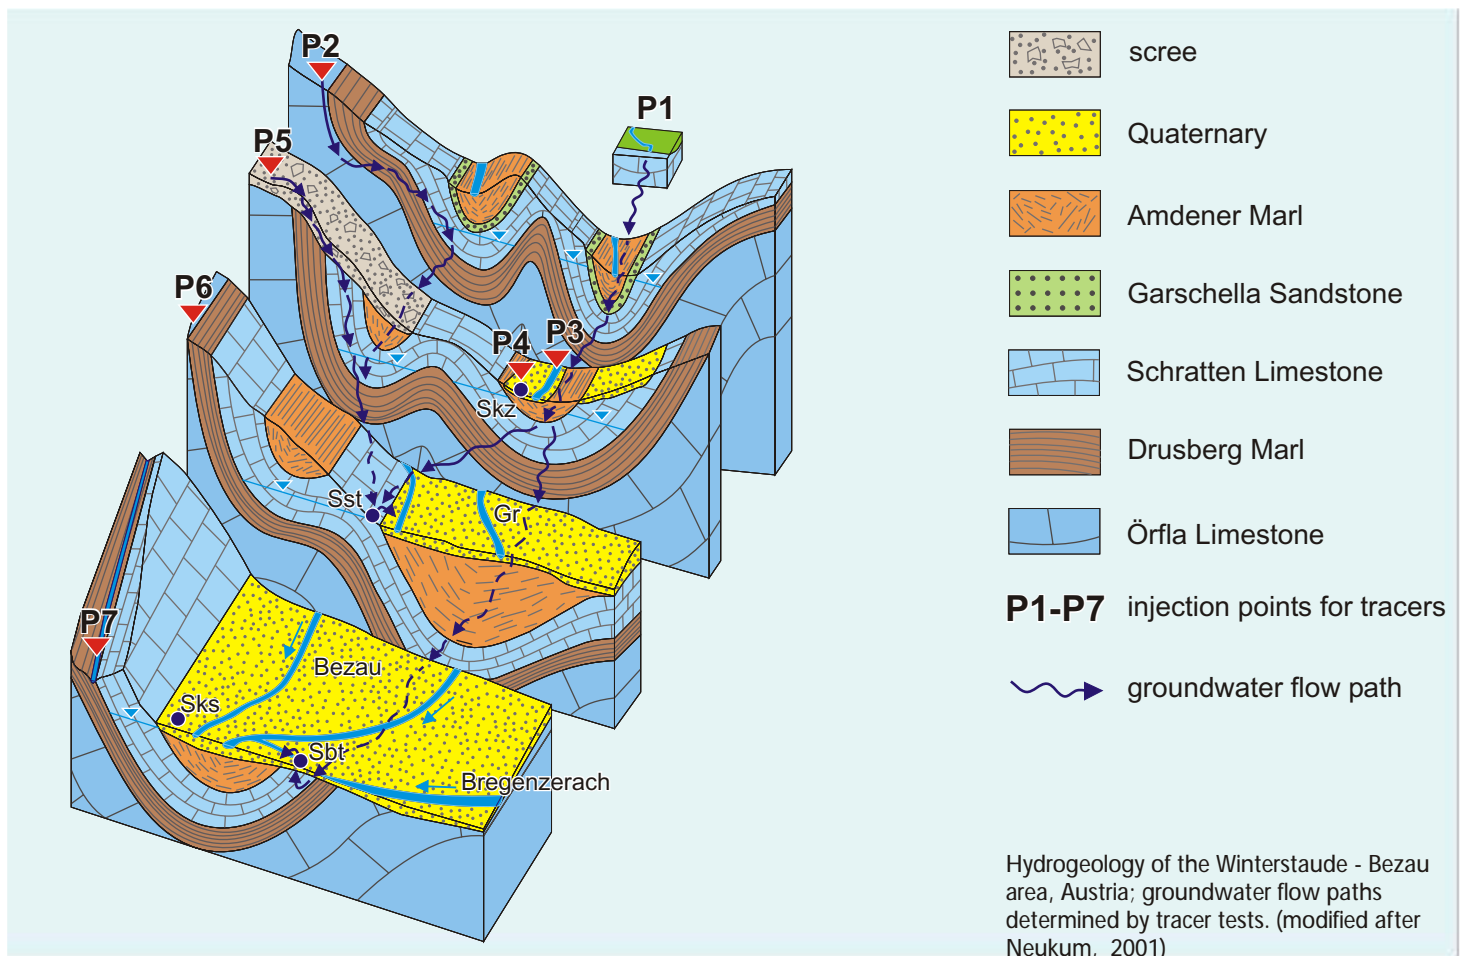 P2
P1
P5
P6
P4
P3
Skz
Sst
Gr
P7
Bezau
Sks
Sbt
Bregenzerach
scree
Quaternary
Amdener Marl
Garschella Sandstone
Schratten Limestone
Drusberg Marl
Örfla Limestone
P1-P7 injection points for tracers
groundwater flow path
Hydrogeology of the Winterstaude - Bezau
area, Austria; groundwater flow paths
determined by tracer tests. (modified after
Neukum, 2001)